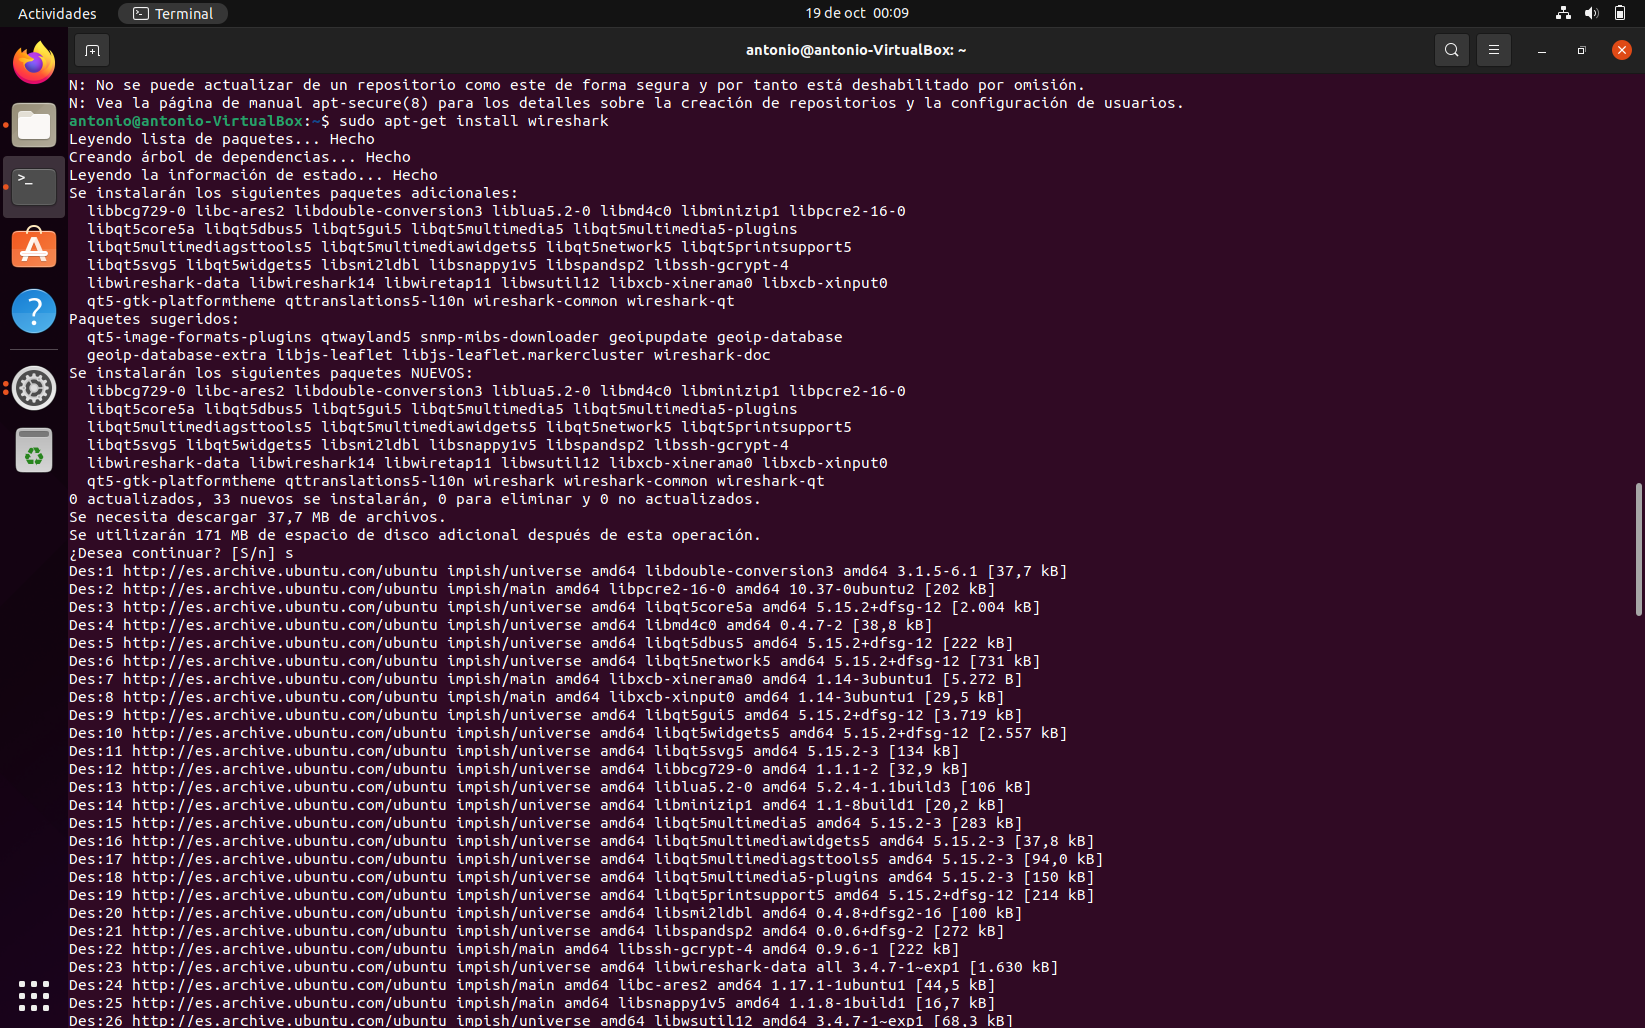 Actividades
Terminal
19 de oct 00:09
antonio@antonio-VirtualBox: ~
N: No se puede actualizar de un repositorio como este de forma segura y por tanto está deshabilitado por omisión.
N: Vea la página de manual apt-secure(8) para los detalles sobre la creación de repositorios y la configuración de usuarios.
antonio@antonio-VirtualBox:~$ sudo apt-get install wireshark
Leyendo lista de paquetes... Hecho
Creando árbol de dependencias... Hecho
Leyendo la información de estado... Hecho
Se instalarán los siguientes paquetes adicionales:
  libbcg729-0 libc-ares2 libdouble-conversion3 liblua5.2-0 libmd4c0 libminizip1 libpcre2-16-0
  libqt5core5a libqt5dbus5 libqt5gui5 libqt5multimedia5 libqt5multimedia5-plugins
  libqt5multimediagsttools5 libqt5multimediawidgets5 libqt5network5 libqt5printsupport5
  libqt5svg5 libqt5widgets5 libsmi2ldbl libsnappy1v5 libspandsp2 libssh-gcrypt-4
  libwireshark-data libwireshark14 libwiretap11 libwsutil12 libxcb-xinerama0 libxcb-xinput0
  qt5-gtk-platformtheme qttranslations5-l10n wireshark-common wireshark-qt
Paquetes sugeridos:
  qt5-image-formats-plugins qtwayland5 snmp-mibs-downloader geoipupdate geoip-database
  geoip-database-extra libjs-leaflet libjs-leaflet.markercluster wireshark-doc
Se instalarán los siguientes paquetes NUEVOS:
  libbcg729-0 libc-ares2 libdouble-conversion3 liblua5.2-0 libmd4c0 libminizip1 libpcre2-16-0
  libqt5core5a libqt5dbus5 libqt5gui5 libqt5multimedia5 libqt5multimedia5-plugins
  libqt5multimediagsttools5 libqt5multimediawidgets5 libqt5network5 libqt5printsupport5
  libqt5svg5 libqt5widgets5 libsmi2ldbl libsnappy1v5 libspandsp2 libssh-gcrypt-4
  libwireshark-data libwireshark14 libwiretap11 libwsutil12 libxcb-xinerama0 libxcb-xinput0
  qt5-gtk-platformtheme qttranslations5-l10n wireshark wireshark-common wireshark-qt
0 actualizados, 33 nuevos se instalarán, 0 para eliminar y 0 no actualizados.
Se necesita descargar 37,7 MB de archivos.
Se utilizarán 171 MB de espacio de disco adicional después de esta operación.
¿Desea continuar? [S/n] s
Des:1 http://es.archive.ubuntu.com/ubuntu impish/universe amd64 libdouble-conversion3 amd64 3.1.5-6.1 [37,7 kB]
Des:2 http://es.archive.ubuntu.com/ubuntu impish/main amd64 libpcre2-16-0 amd64 10.37-0ubuntu2 [202 kB]
Des:3 http://es.archive.ubuntu.com/ubuntu impish/universe amd64 libqt5core5a amd64 5.15.2+dfsg-12 [2.004 kB]
Des:4 http://es.archive.ubuntu.com/ubuntu impish/universe amd64 libmd4c0 amd64 0.4.7-2 [38,8 kB]
Des:5 http://es.archive.ubuntu.com/ubuntu impish/universe amd64 libqt5dbus5 amd64 5.15.2+dfsg-12 [222 kB]
Des:6 http://es.archive.ubuntu.com/ubuntu impish/universe amd64 libqt5network5 amd64 5.15.2+dfsg-12 [731 kB]
Des:7 http://es.archive.ubuntu.com/ubuntu impish/main amd64 libxcb-xinerama0 amd64 1.14-3ubuntu1 [5.272 B]
Des:8 http://es.archive.ubuntu.com/ubuntu impish/main amd64 libxcb-xinput0 amd64 1.14-3ubuntu1 [29,5 kB]
Des:9 http://es.archive.ubuntu.com/ubuntu impish/universe amd64 libqt5gui5 amd64 5.15.2+dfsg-12 [3.719 kB]
Des:10 http://es.archive.ubuntu.com/ubuntu impish/universe amd64 libqt5widgets5 amd64 5.15.2+dfsg-12 [2.557 kB]
Des:11 http://es.archive.ubuntu.com/ubuntu impish/universe amd64 libqt5svg5 amd64 5.15.2-3 [134 kB]
Des:12 http://es.archive.ubuntu.com/ubuntu impish/universe amd64 libbcg729-0 amd64 1.1.1-2 [32,9 kB]
Des:13 http://es.archive.ubuntu.com/ubuntu impish/universe amd64 liblua5.2-0 amd64 5.2.4-1.1build3 [106 kB]
Des:14 http://es.archive.ubuntu.com/ubuntu impish/universe amd64 libminizip1 amd64 1.1-8build1 [20,2 kB]
Des:15 http://es.archive.ubuntu.com/ubuntu impish/universe amd64 libqt5multimedia5 amd64 5.15.2-3 [283 kB]
Des:16 http://es.archive.ubuntu.com/ubuntu impish/universe amd64 libqt5multimediawidgets5 amd64 5.15.2-3 [37,8 kB]
Des:17 http://es.archive.ubuntu.com/ubuntu impish/universe amd64 libqt5multimediagsttools5 amd64 5.15.2-3 [94,0 kB]
Des:18 http://es.archive.ubuntu.com/ubuntu impish/universe amd64 libqt5multimedia5-plugins amd64 5.15.2-3 [150 kB]
Des:19 http://es.archive.ubuntu.com/ubuntu impish/universe amd64 libqt5printsupport5 amd64 5.15.2+dfsg-12 [214 kB]
Des:20 http://es.archive.ubuntu.com/ubuntu impish/universe amd64 libsmi2ldbl amd64 0.4.8+dfsg2-16 [100 kB]
Des:21 http://es.archive.ubuntu.com/ubuntu impish/universe amd64 libspandsp2 amd64 0.0.6+dfsg-2 [272 kB]
Des:22 http://es.archive.ubuntu.com/ubuntu impish/main amd64 libssh-gcrypt-4 amd64 0.9.6-1 [222 kB]
Des:23 http://es.archive.ubuntu.com/ubuntu impish/universe amd64 libwireshark-data all 3.4.7-1~exp1 [1.630 kB]
Des:24 http://es.archive.ubuntu.com/ubuntu impish/main amd64 libc-ares2 amd64 1.17.1-1ubuntu1 [44,5 kB]
Des:25 http://es.archive.ubuntu.com/ubuntu impish/main amd64 libsnappy1v5 amd64 1.1.8-1build1 [16,7 kB]
Des:26 http://es.archive.ubuntu.com/ubuntu impish/universe amd64 libwsutil12 amd64 3.4.7-1~exp1 [68,3 kB]